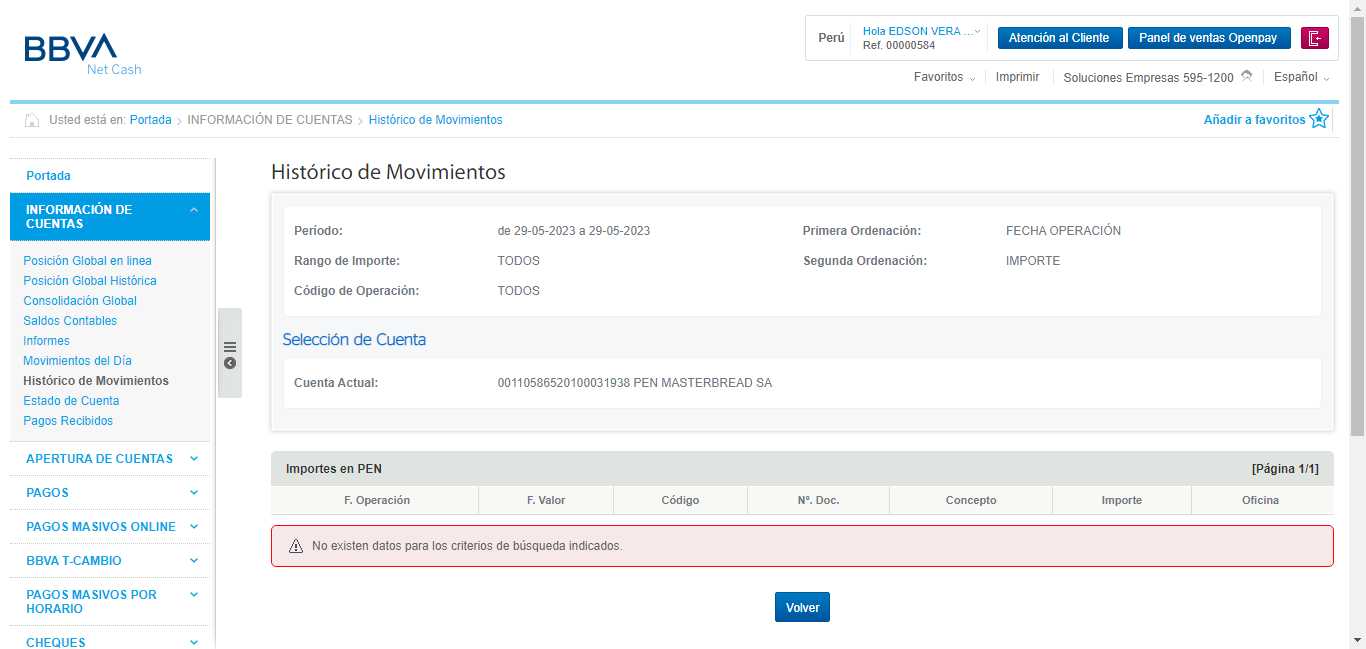 BBVA
Net Cash
Perú
Hola EDSON VERA ...
Ref. 00000584
Atención al Cliente
Panel de ventas Openpay
Favoritos
Imprimir
Soluciones Empresas 595-1200
Español
Usted está en: Portada > INFORMACIÓN DE CUENTAS > Histórico de Movimientos
Añadir a favoritos
Portada
INFORMACIÓN DE
CUENTAS
Posición Global en linea
Posición Global Histórica
Consolidación Global
Saldos Contables
Informes
Movimientos del Día
Histórico de Movimientos
Estado de Cuenta
Pagos Recibidos
APERTURA DE CUENTAS
PAGOS
PAGOS MASIVOS ONLINE
BBVA T-CAMBIO
PAGOS MASIVOS POR
HORARIO
CHEQUES
Histórico de Movimientos
Período: de 29-05-2023 a 29-05-2023 Primera Ordenación: FECHA OPERACIÓN
Rango de Importe: TODOS Segunda Ordenación: IMPORTE
Código de Operación: TODOS
Selección de Cuenta
Cuenta Actual: 00110586520100031938 PEN MASTERBREAD SA
Importes en PEN [Página 1/1]
F. Operación F. Valor Código Nº. Doc. Concepto Importe Oficina
No existen datos para los criterios de búsqueda indicados.
Volver